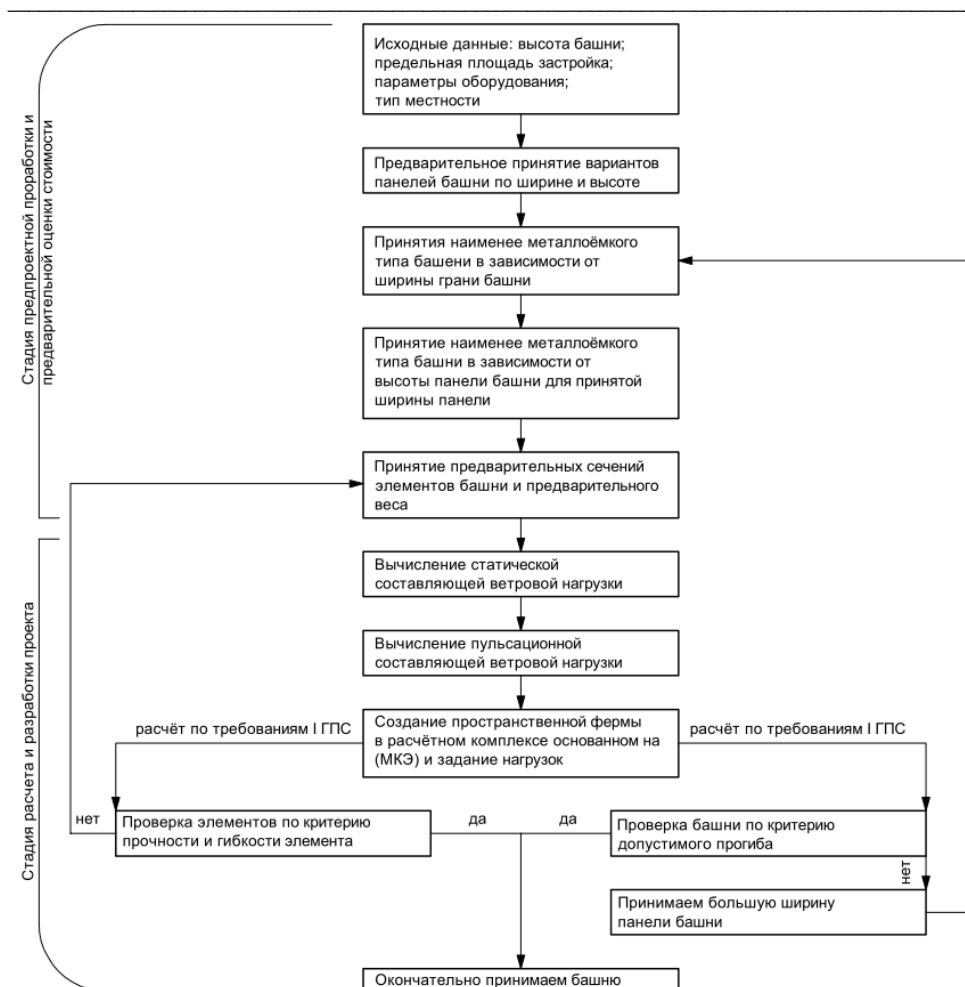 Исходные данные: высота башни;
предельная площадь застройка;
параметры оборудования;
тип местности
Предварительное принятие вариантов
панелей башни по ширине и высоте
Принятия наименее металлоёмкого
типа башени в зависимости от
ширины грани башни
Принятие наименее металлоёмкого
типа башни в зависимости от
высоты панели башни для принятой
ширины панели
Принятие предварительных сечений
элементов башни и предварительного
веса
Стадия предпроектной проработки и
предварительной оценки стоимости
Вычисление статической
составляющей ветровой нагрузки
Вычисление пульсационной
составляющей ветровой нагрузки
Создание пространственной фермы
в расчётном комплексе основанном на
(МКЭ) и задание нагрузок
расчёт по требованиям I ГПС
расчёт по требованиям I ГПС
нет
Проверка элементов по критерию
прочности и гибкости элемента
да
да
Проверка башни по критерию
допустимого прогиба
нет
Принимаем большую ширину
панели башни
Окончательно принимаем башню
Стадия расчета и разработки проекта